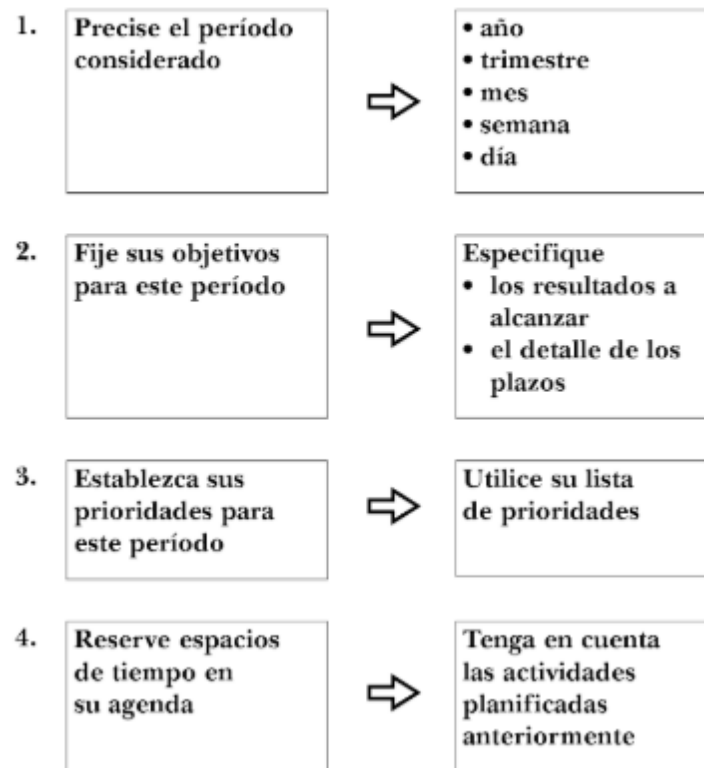 1. Precise el período
considerado
• año
• trimestre
• mes
• semana
• día
2. Fije sus objetivos
para este período
Especifique
• los resultados a
alcanzar
• el detalle de los
plazos
3. Establezca sus
prioridades para
este período
Utilice su lista
de prioridades
4. Reserve espacios
de tiempo en
su agenda
Tenga en cuenta
las actividades
planificadas
anteriormente